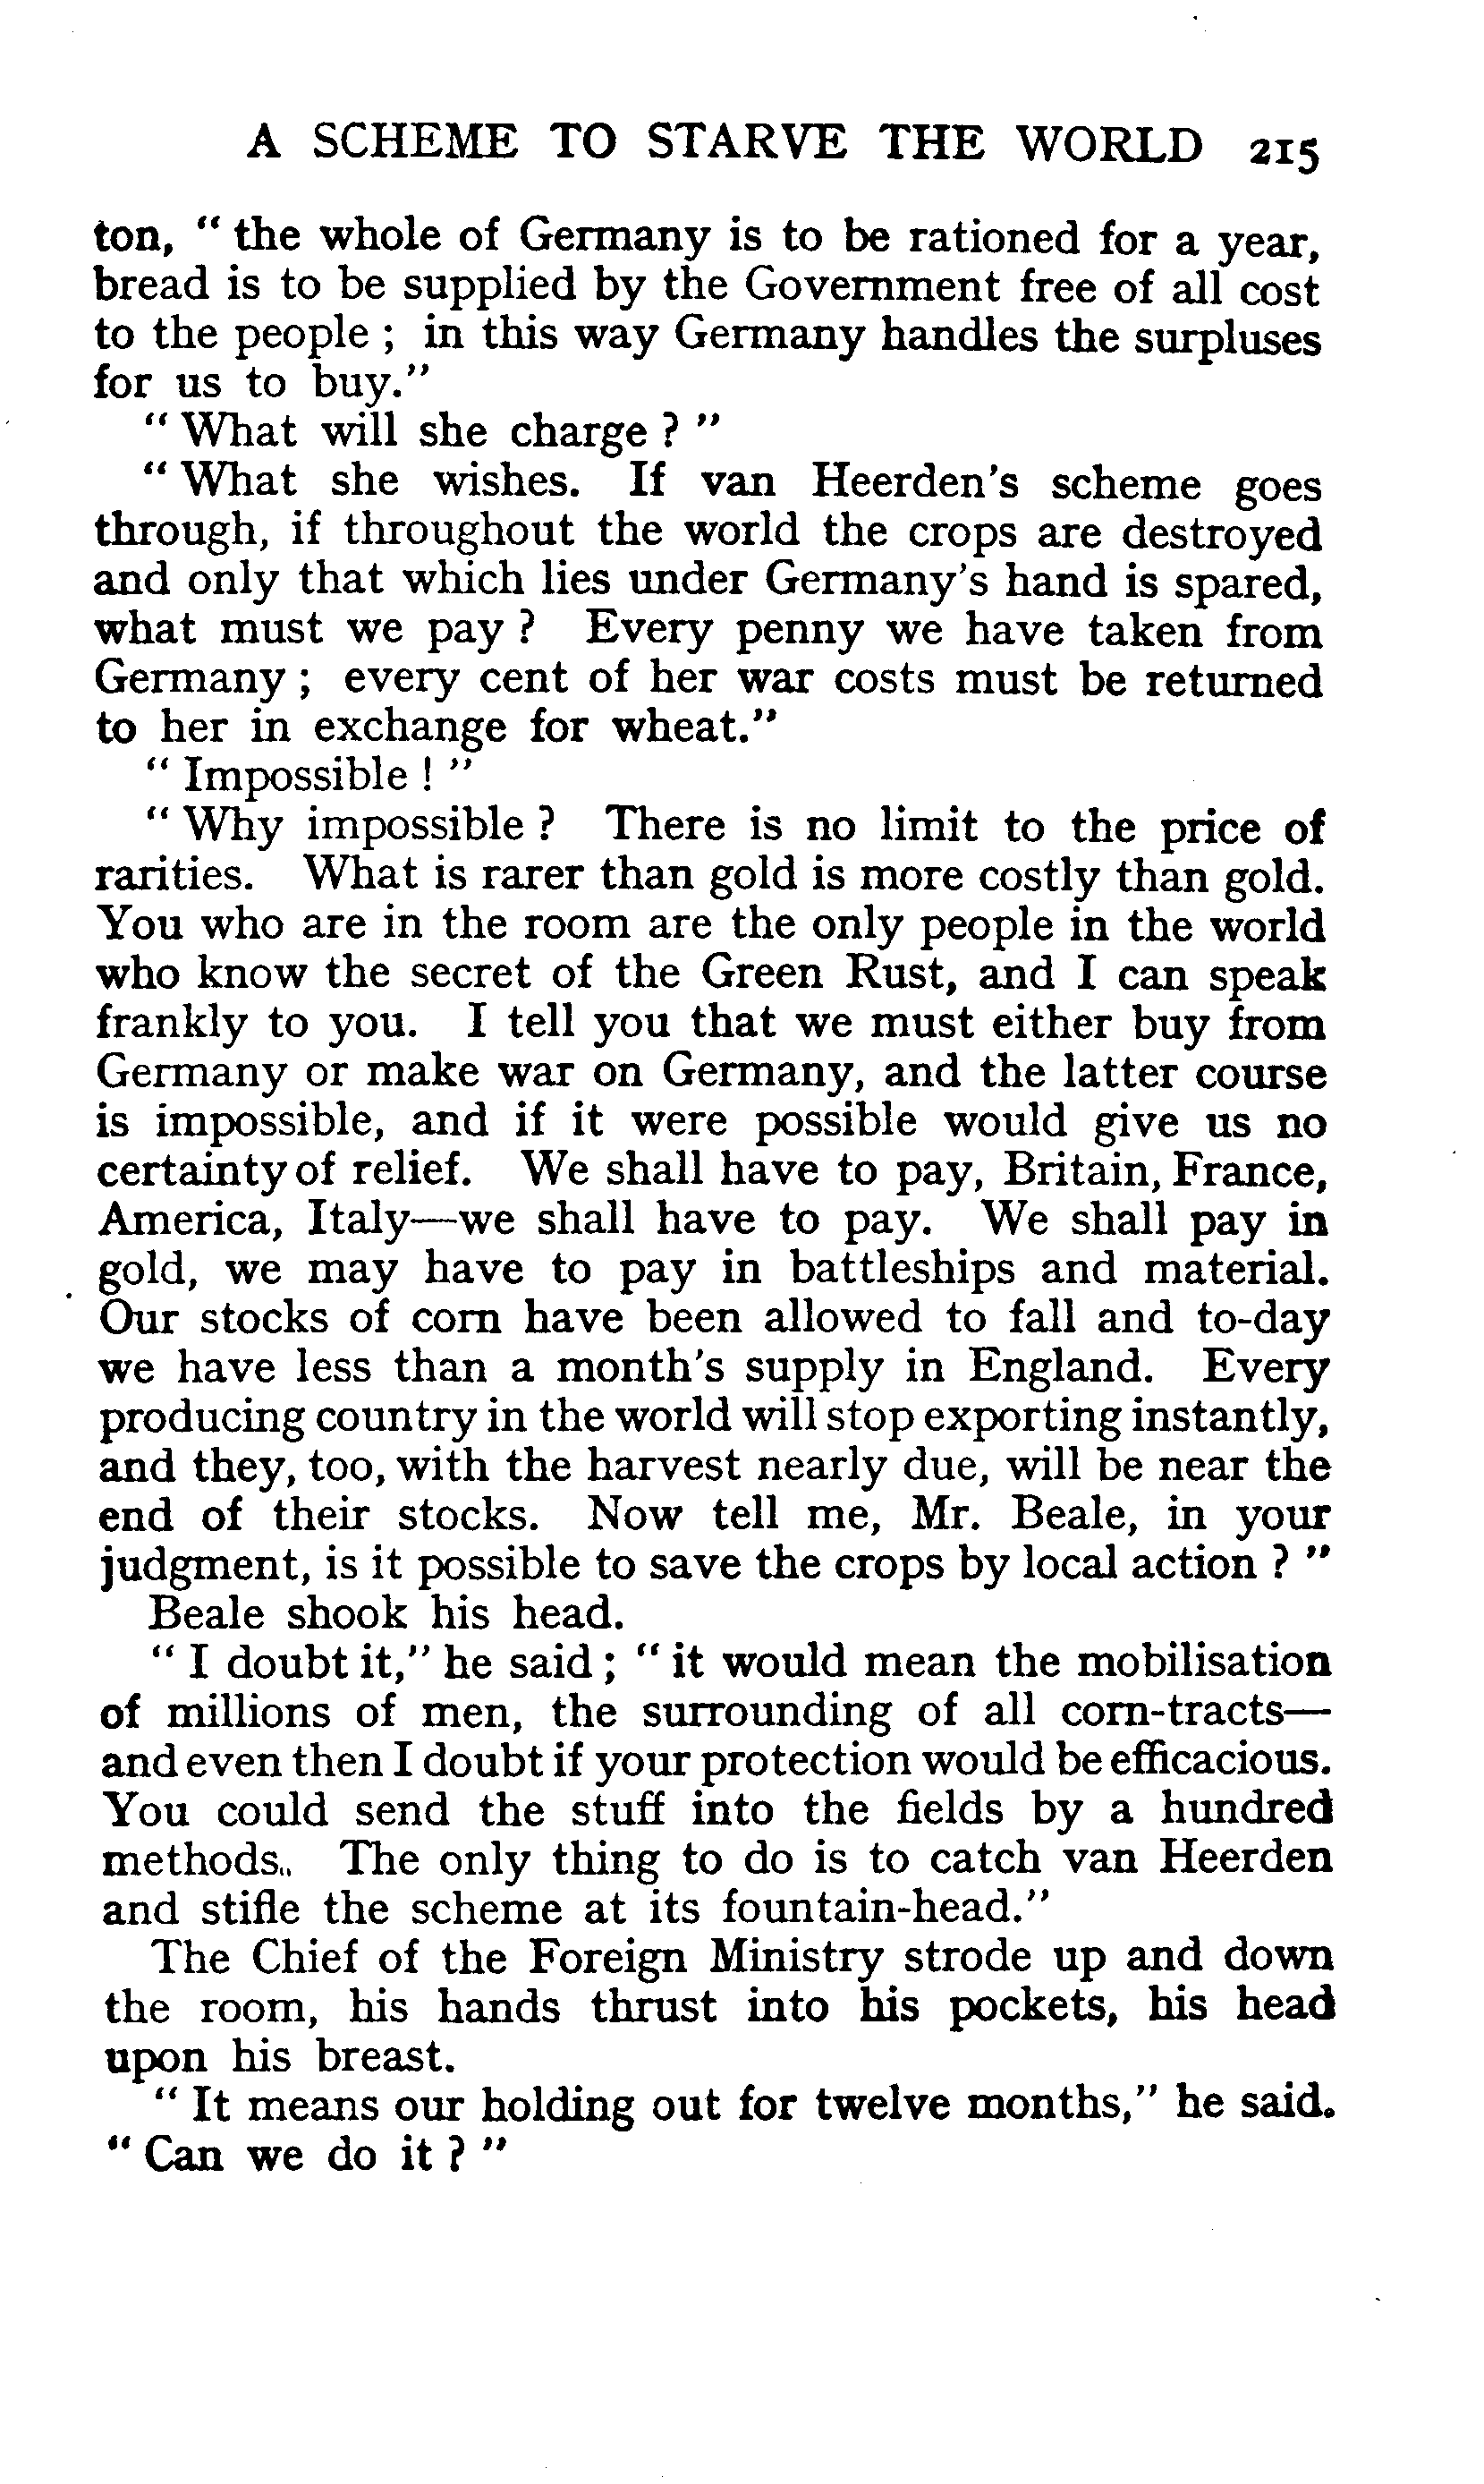 A SCHEME TO STARVE THE WORLD 215
ton, " the whole of Germany is to be rationed for a year,
bread is to be supplied by the Government free of all cost
to the people ; in this way Germany handles the surpluses
for us to buy."
" What will she charge ? "
" What she wishes. If van Heerden's scheme goes
through, if throughout the world the crops are destroyed
and only that which lies under Germany's hand is spared,
what must we pay ? Every penny we have taken from
Germany ; every cent of her war costs must be returned
to her in exchange for wheat."
" Impossible ! "
" Why impossible ? There is no limit to the price of
rarities. What is rarer than gold is more costly than gold.
You who are in the room are the only people in the world
who know the secret of the Green Rust, and I can speak
frankly to you. I tell you that we must either buy from
Germany or make war on Germany, and the latter course
is impossible, and if it were possible would give us no
certainty of relief. We shall have to pay, Britain, France,
America, Italy—we shall have to pay. We shall pay in
gold, we may have to pay in battleships and material.
Our stocks of corn have been allowed to fall and to-day
we have less than a month's supply in England. Every
producing country in the world will stop exporting instantly,
and they, too, with the harvest nearly due, will be near the
end of their stocks. Now tell me, Mr. Beale, in your
judgment, is it possible to save the crops by local action ? "
Beale shook his head.
" I doubt it," he said ; " it would mean the mobilisation
of millions of men, the surrounding of all corn-tracts—
and even then I doubt if your protection would be efficacious.
You could send the stuff into the fields by a hundred
methods. The only thing to do is to catch van Heerden
and stifle the scheme at its fountain-head."
The Chief of the Foreign Ministry strode up and down
the room, his hands thrust into his pockets, his head
upon his breast.
" It means our holding out for twelve months," he said.
" Can we do it ? "